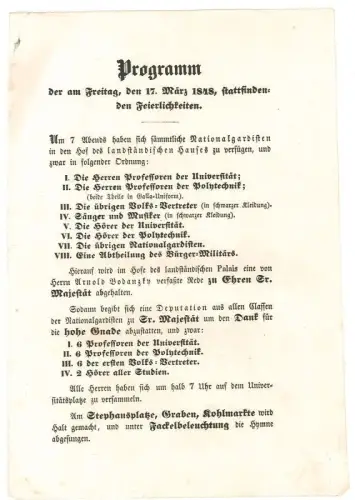 Programm
der am Freitag, den 17. März 1848, stattfinden-
den Feierlichkeiten.
Um 7 Abends haben sich sämmtliche Nationalgardisten
in den Hof des landständischen Hauses zu verfügen, und
zwar in folgender Ordnung:
I. Die Herren Professoren der Universität;
II. Die Herren Professoren der Polytechnik;
(beide Theile in Galla-Uniform).
III. Die übrigen Volks-Vertreter (in schwarzer Kleidung).
IV. Sänger und Musiker (in schwarzer Kleidung).
V. Die Hörer der Universität.
VI. Die Hörer der Polytechnik.
VII. Die übrigen Nationalgardisten.
VIII. Eine Abtheilung des Bürger-Militärs.
Hierauf wird im Hofe des landständischen Palais eine von
Herrn Arnold Bodanzky verfaßte Rede zu Ehren Sr.
Majestät abgehalten.
Sodann begibt sich eine Deputation aus allen Classen
der Nationalgardisten zu Sr. Majestät um den Dank für
die hohe Gnade abzustatten, und zwar:
I. 6 Professoren der Universität.
II. 6 Professoren der Polytechnik.
III. 6 der ersten Volks-Vertreter.
IV. 2 Hörer aller Studien.
Alle Herren haben sich um halb 7 Uhr auf dem Univer-
sitätsplatze zu versammeln.
Am Stephansplatze, Graben, Kohlmarkte wird
Halt gemacht, und unter Fackelbeleuchtung die Hymne
abgesungen.